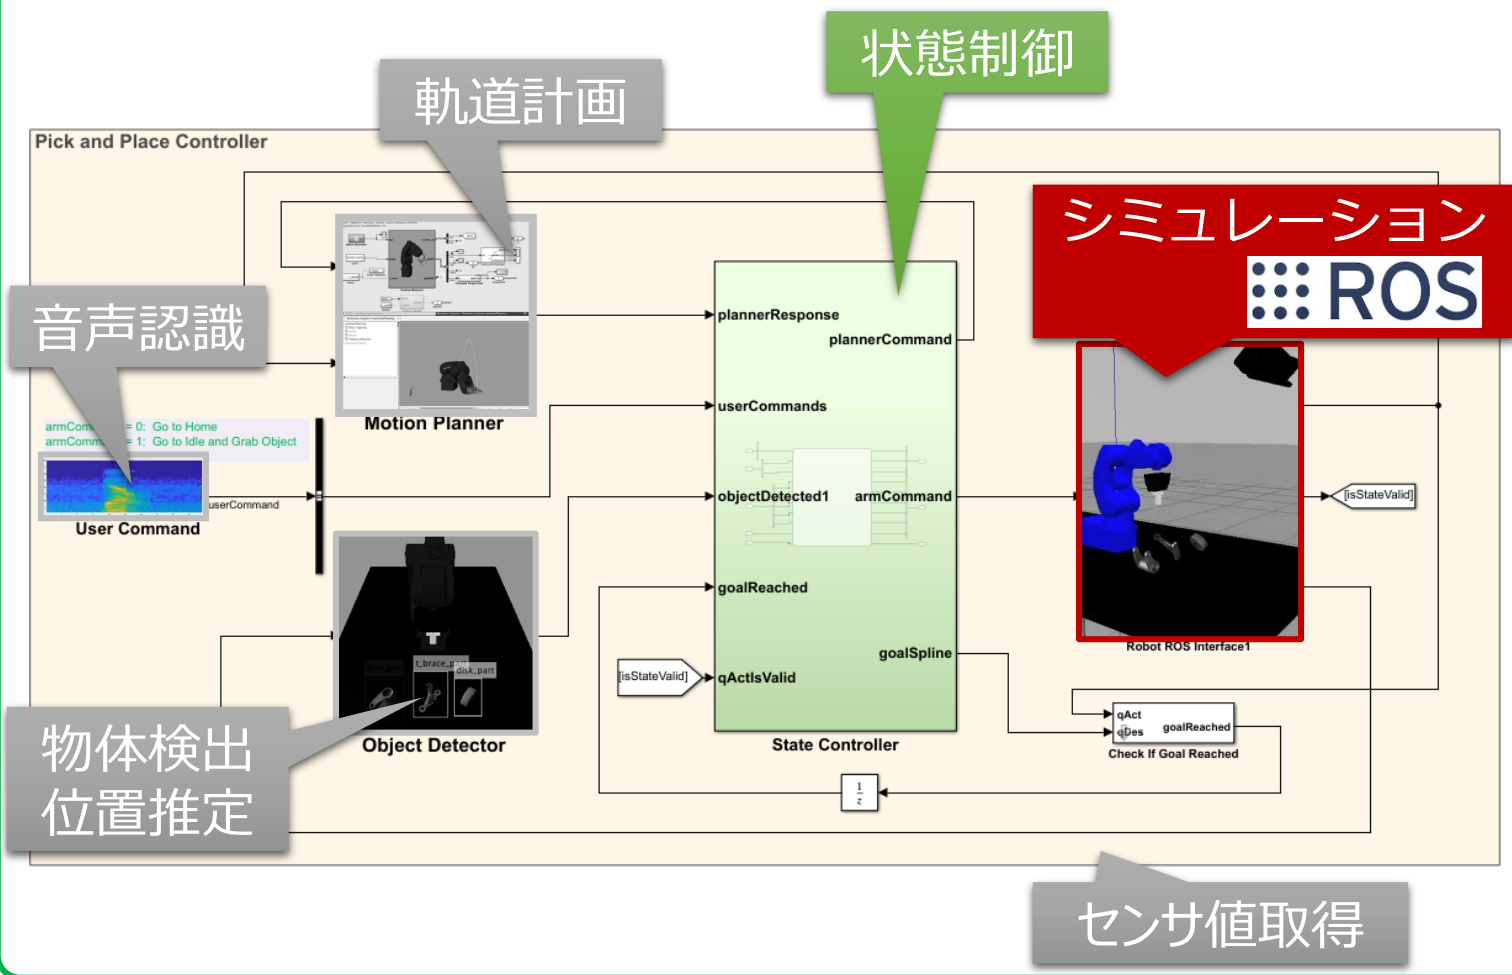 状態制御
軌道計画
Pick and Place Controller
シミュレーション
ROS
音声認識
plannerResponse
plannerCommand
userCommands
Motion Planner
armCom = 0: Go to Home
armComm = 1: Go to Idle and Grab Object
userCommand
User Command
objectDetected1
armCommand
[isStateValid]
goalReached
t_brace_pa
disk_part
goalSpline
Robot ROS Interface1
[isStateValid]
qActIsValid
qAct
qDes
goalReached
物体検出
位置推定
Object Detector
State Controller
Check If Goal Reached
1
z
センサ値取得